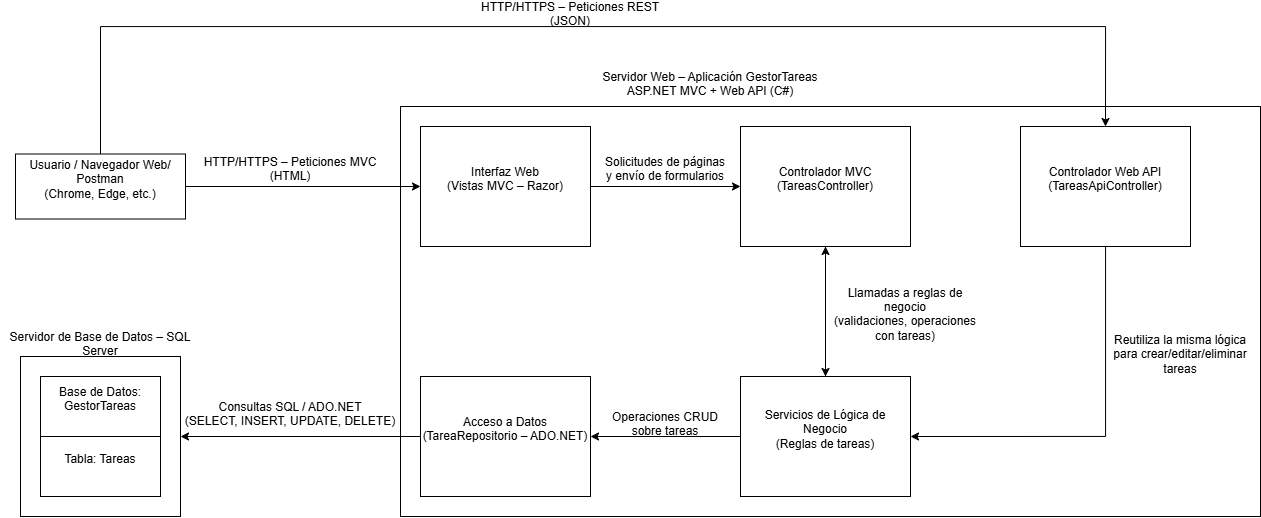 HTTP/HTTPS – Peticiones REST
(JSON)
Servidor Web – Aplicación GestorTareas
ASP.NET MVC + Web API (C#)
Usuario / Navegador Web/
Postman
(Chrome, Edge, etc.)
HTTP/HTTPS – Peticiones MVC
(HTML)
Interfaz Web
(Vistas MVC – Razor)
Solicitudes de páginas
y envío de formularios
Controlador MVC
(TareasController)
Controlador Web API
(TareasApiController)
Llamadas a reglas de
negocio
(validaciones, operaciones
con tareas)
Reutiliza la misma lógica
para crear/editar/eliminar
tareas
Servidor de Base de Datos – SQL
Server
Base de Datos:
GestorTareas
Tabla: Tareas
Consultas SQL / ADO.NET
(SELECT, INSERT, UPDATE, DELETE)
Acceso a Datos
(TareaRepositorio – ADO.NET)
Operaciones CRUD
sobre tareas
Servicios de Lógica de
Negocio
(Reglas de tareas)